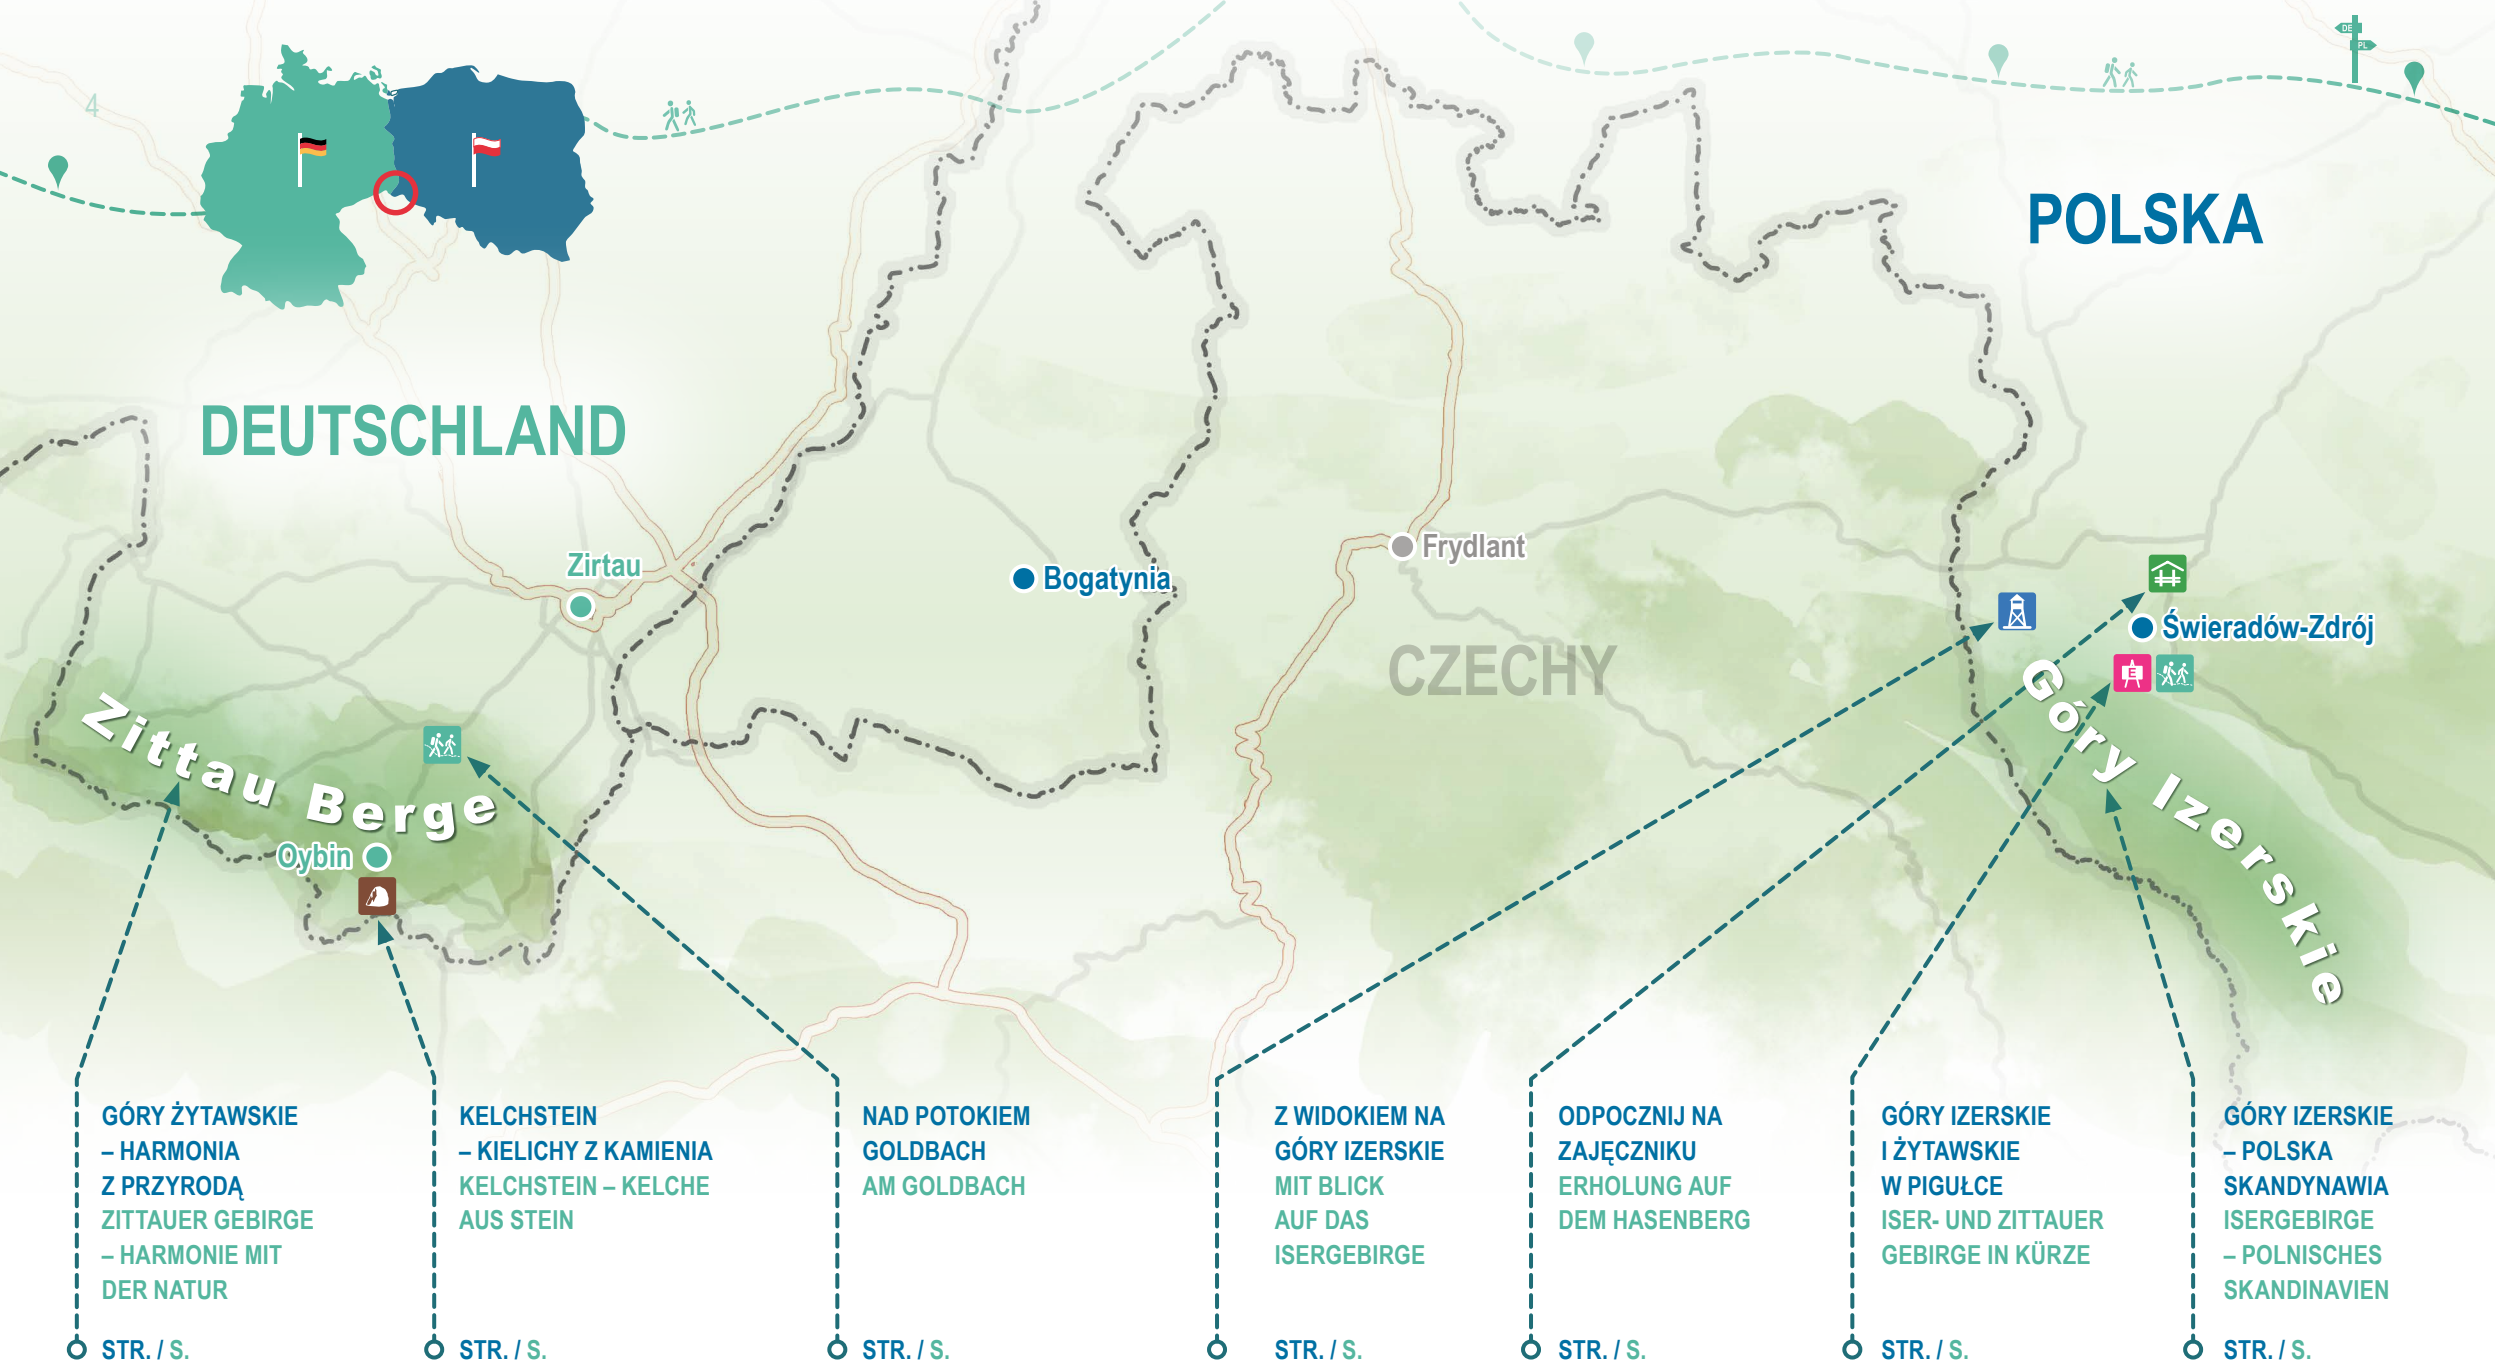 4
DE
PL
POLSKA
DEUTSCHLAND
Zirtau
Bogatynia
Frydlant
CZECHY
Świeradów-Zdrój
E
Zittau Berge
Góry Izerskie
Oybin
GÓRY ŻYTAWSKIE
– HARMONIA
Z PRZYRODĄ
ZITTAUER GEBIRGE
– HARMONIE MIT
DER NATUR
STR. / S.
KELCHSTEIN
– KIELICHY Z KAMIENIA
KELCHSTEIN – KELCHE
AUS STEIN
STR. / S.
NAD POTOKIEM
GOLDBACH
AM GOLDBACH
STR. / S.
Z WIDOKIEM NA
GÓRY IZERSKIE
MIT BLICK
AUF DAS
ISERGEBIRGE
STR. / S.
ODPOCZNIJ NA
ZAJĘCZNIKU
ERHOLUNG AUF
DEM HASENBERG
STR. / S.
GÓRY IZERSKIE
I ŻYTAWSKIE
W PIGUŁCE
ISER- UND ZITTAUER
GEBIRGE IN KÜRZE
STR. / S.
GÓRY IZERSKIE
– POLSKA
SKANDYNAWIA
ISERGEBIRGE
– POLNISCHES
SKANDINAVIEN
STR. / S.